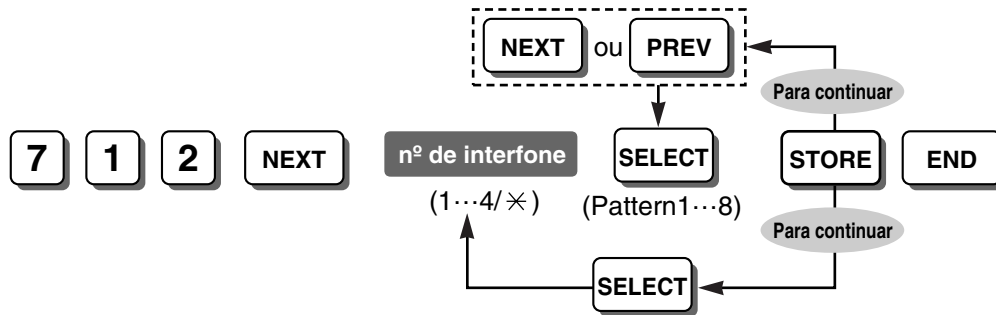 NEXT ou PREV
Para continuar
7 1 2 NEXT nº de interfone SELECT STORE END
(1···4/✳) (Pattern1···8)
Para continuar
SELECT